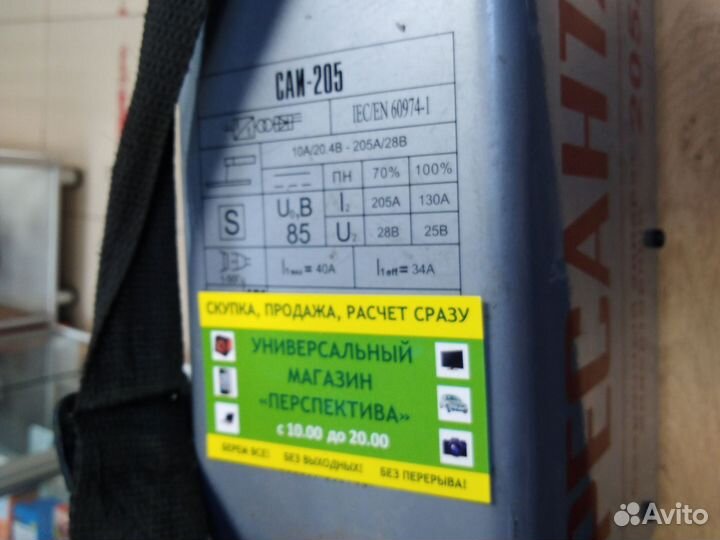 САИ-205
IEC/EN 60974-1
10А/20.4В - 205А/28В
ПН 70% 100%
S U₀,В I₂ 205А 130А
85 U₂ 28В 25В
1~50Гц I₁max = 40А I₁eff = 34А
СКУПКА, ПРОДАЖА, РАСЧЕТ СРАЗУ
УНИВЕРСАЛЬНЫЙ
МАГАЗИН
«ПЕРСПЕКТИВА»
с 10.00 до 20.00
БЕРЕМ ВСЕ! БЕЗ ВЫХОДНЫХ! БЕЗ ПЕРЕРЫВА!
РЕСАНТА
Avito